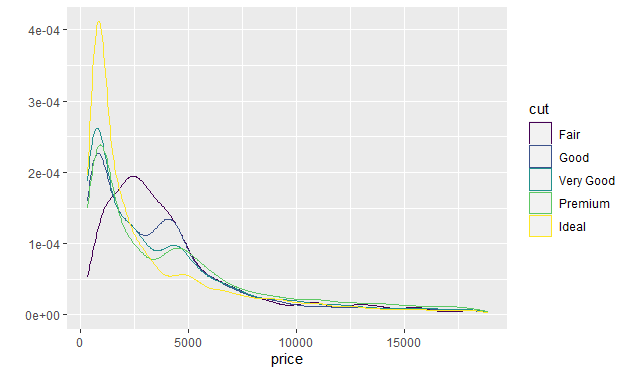 4e-04
3e-04
2e-04
1e-04
0e+00
0
5000
10000
15000
price
cut
Fair
Good
Very Good
Premium
Ideal